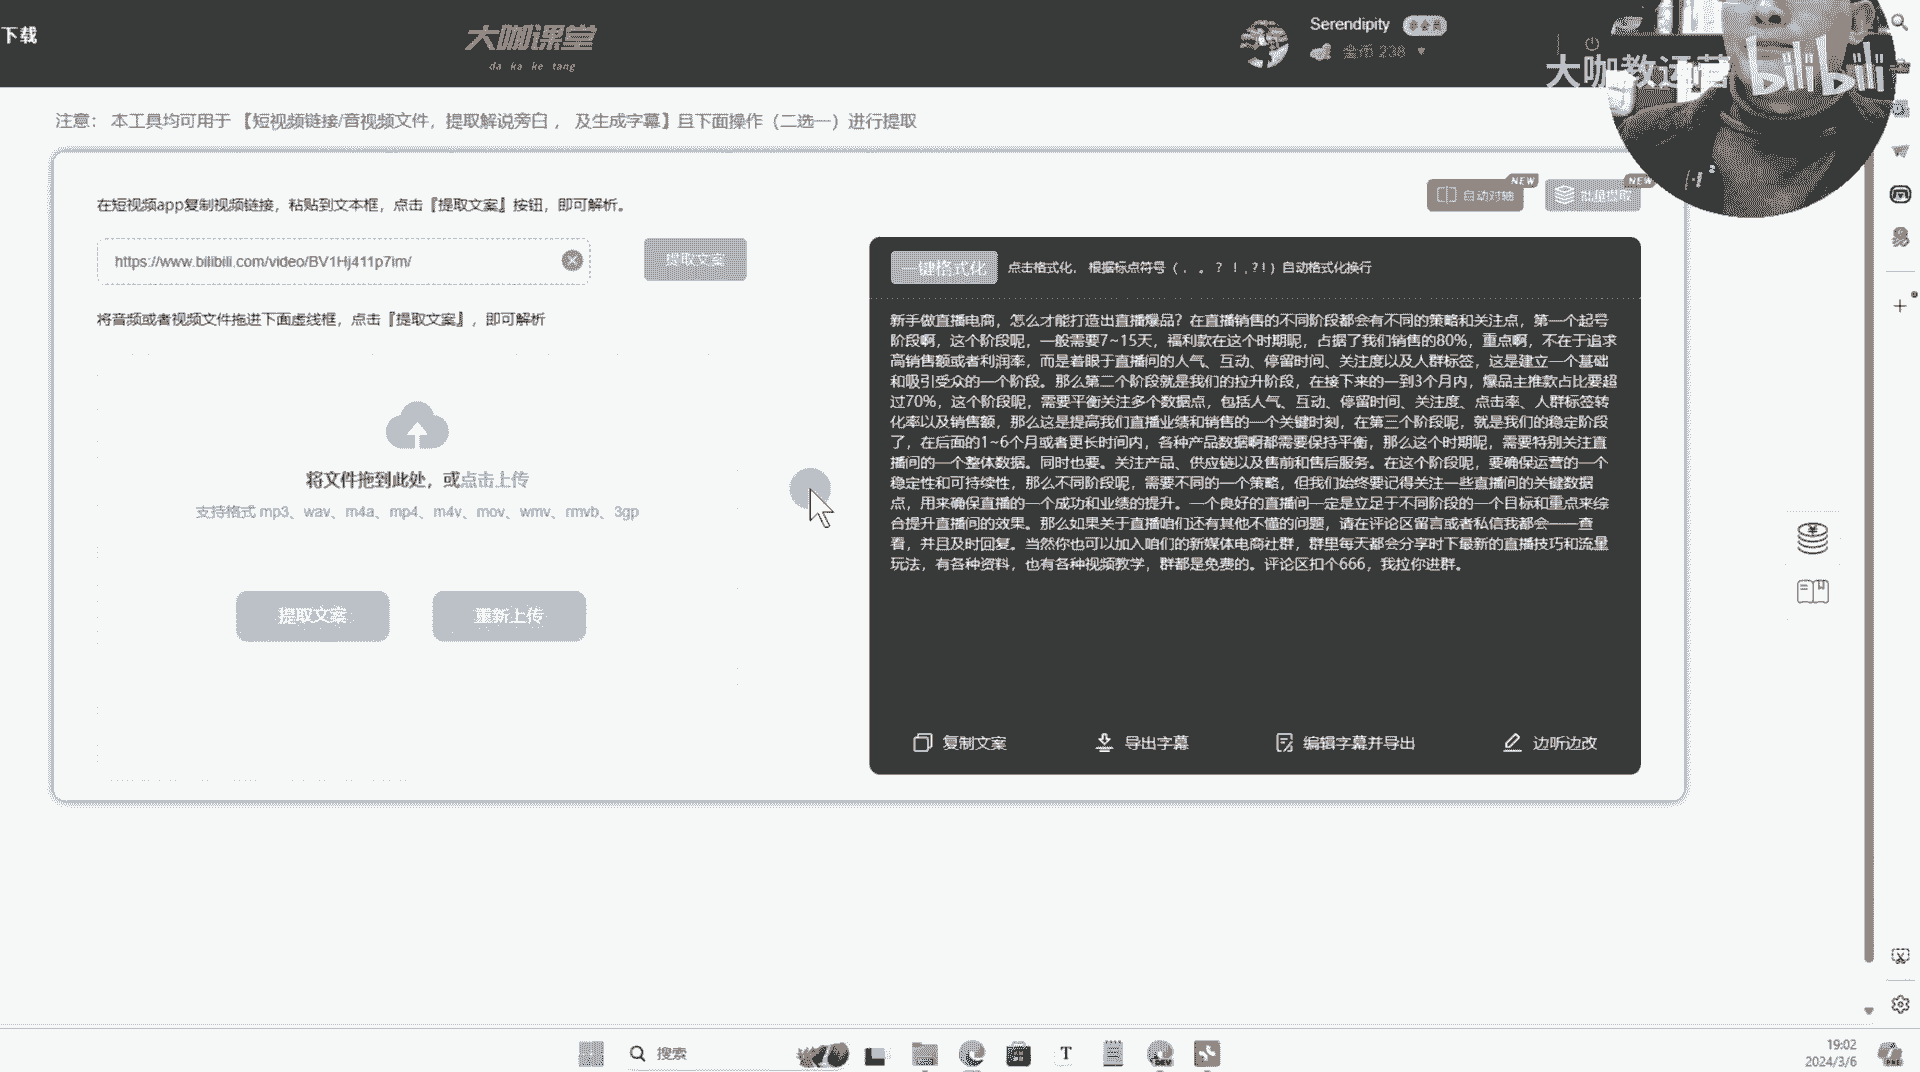 下载
大咖课堂
da ka ke tang
Serendipity
金币 238
大咖教运营 bilibili
注意： 本工具均可用于 【短视频链接/音视频文件，提取解说旁白， 及生成字幕】且下面操作（二选一）进行提取
在短视频app复制视频链接，粘贴到文本框，点击『提取文案』按钮，即可解析。
NEW
自动对轴
NEW
批量提取
https://www.bilibili.com/video/BV1Hj411p7im/
提取文案
一键格式化
点击格式化， 根据标点符号（ ，。？！,?!）自动格式化换行
将音频或者视频文件拖进下面虚线框，点击『提取文案』，即可解析
新手做直播电商，怎么才能打造出直播爆品？在直播销售的不同阶段都会有不同的策略和关注点，第一个起号
阶段啊，这个阶段呢，一般需要7~15天，福利款在这个时期呢，占据了我们销售的80%，重点啊，不在于追求
高销售额或者利润率，而是着眼于直播间的人气、互动、停留时间、关注度以及人群标签，这是建立一个基础
和吸引受众的一个阶段。那么第二个阶段就是我们的拉升阶段，在接下来的一到3个月内，爆品主推款占比要超
过70%，这个阶段呢，需要平衡关注多个数据点，包括人气、互动、停留时间、关注度、点击率、人群标签转
化率以及销售额，那么这是提高我们直播业绩和销售的一个关键时刻，在第三个阶段呢，就是我们的稳定阶段
了，在后面的1~6个月或者更长时间内，各种产品数据啊都需要保持平衡，那么这个时期呢，需要特别关注直
播间的一个整体数据。同时也要。关注产品、供应链以及售前和售后服务。在这个阶段呢，要确保运营的一个
稳定性和可持续性，那么不同阶段呢，需要不同的一个策略，但我们始终要记得关注一些直播间的关键数据
点，用来确保直播的一个成功和业绩的提升。一个良好的直播间一定是立足于不同阶段的一个目标和重点来综
合提升直播间的效果。那么如果关于直播咱们还有其他不懂的问题，请在评论区留言或者私信我都会一一查
看，并且及时回复。当然你也可以加入咱们的新媒体电商社群，群里每天都会分享时下最新的直播技巧和流量
玩法，有各种资料，也有各种视频教学，群都是免费的。评论区扣个666，我拉你进群。
将文件拖到此处，或点击上传
支持格式 mp3、wav、m4a、mp4、m4v、mov、wmv、rmvb、3gp
提取文案
重新上传
复制文案
导出字幕
编辑字幕并导出
边听边改
搜索
19:02
2024/3/6